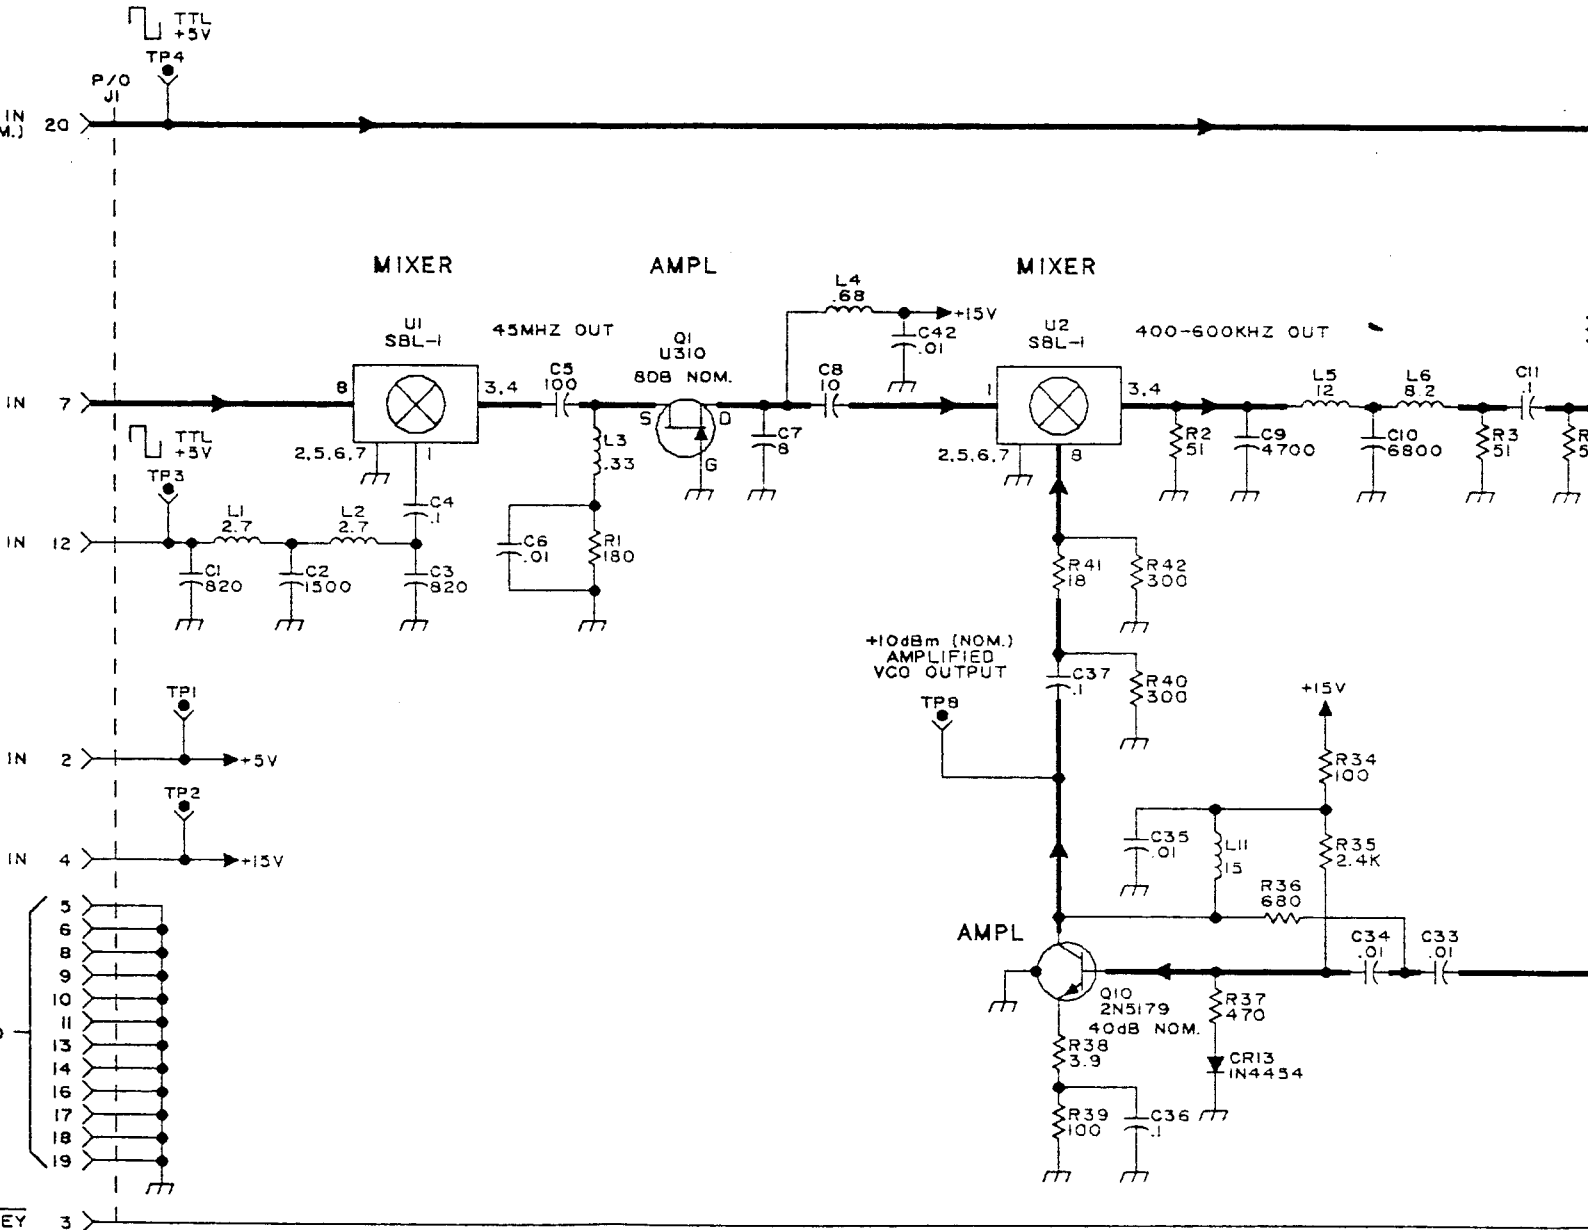 TTL
+5V
TP4
P/O
J1
IN
M.) 20
MIXER
AMPL
MIXER
L4
.68
+15V
C42
.01
U1
SBL-1
45MHZ OUT
Q1
U310
8DB NOM.
C8
10
U2
SBL-1
400-600KHZ OUT
IN 7
8
3,4
C5
100
S
D
G
1
3,4
L5
12
L6
8.2
C11
.1
TTL
+5V
TP3
2,5,6,7
1
L3
.33
C7
8
2,5,6,7
8
R2
51
C9
4700
C10
6800
R3
51
R
5
C4
.1
IN 12
L1
2.7
L2
2.7
C6
.01
R1
180
C1
820
C2
1500
C3
820
R41
18
R42
300
+10dBm (NOM.)
AMPLIFIED
VCO OUTPUT
TP8
C37
.1
R40
300
+15V
TP1
IN 2
+5V
R34
100
TP2
IN 4
+15V
C35
.01
L11
15
R35
2.4K
R36
680
5
6
8
9
10
11
13
14
16
17
18
19
AMPL
C34
.01
C33
.01
Q10
2N5179
40dB NOM.
R37
470
R38
3.9
CR13
1N4454
R39
100
C36
.1
EY 3